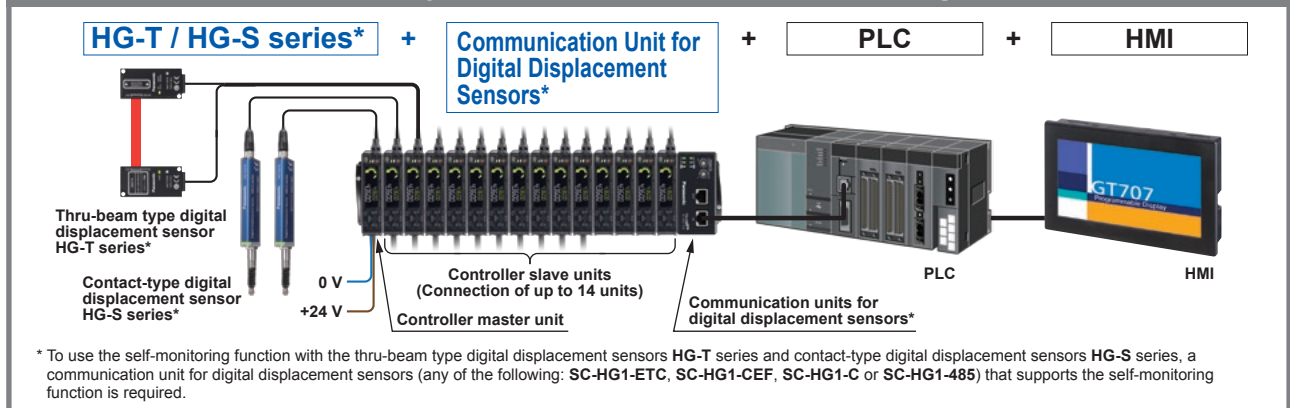 HG-T / HG-S series*
+
Communication Unit for
Digital Displacement
Sensors*
+
PLC
+
HMI
Thru-beam type digital
displacement sensor
HG-T series*
Contact-type digital
displacement sensor
HG-S series*
0 V
+24 V
Controller slave units
(Connection of up to 14 units)
Controller master unit
Communication units for
digital displacement sensors*
PLC
GT707
Programmable Display
HMI
* To use the self-monitoring function with the thru-beam type digital displacement sensors HG-T series and contact-type digital displacement sensors HG-S series, a
communication unit for digital displacement sensors (any of the following: SC-HG1-ETC, SC-HG1-CEF, SC-HG1-C or SC-HG1-485) that supports the self-monitoring
function is required.